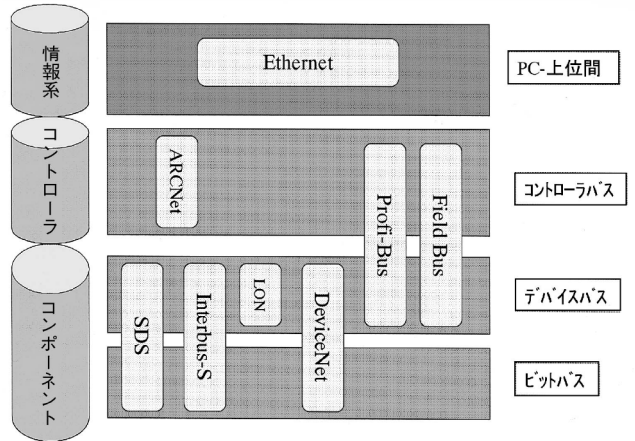 情報系
Ethernet
PC-上位間
コントローラ
ARCNet
Profi-Bus
Field Bus
コントローラバス
コンポーネント
SDS
Interbus-S
LON
DeviceNet
デバイスバス
ビットバス